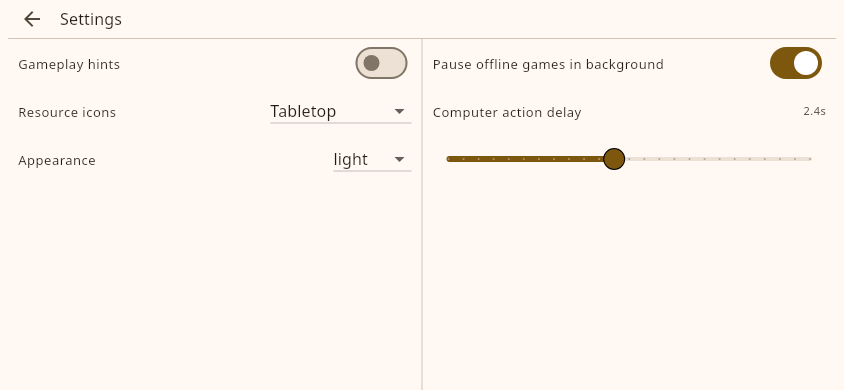 Settings
Gameplay hints
Resource icons
Tabletop
Appearance
light
Pause offline games in background
Computer action delay
2.4s